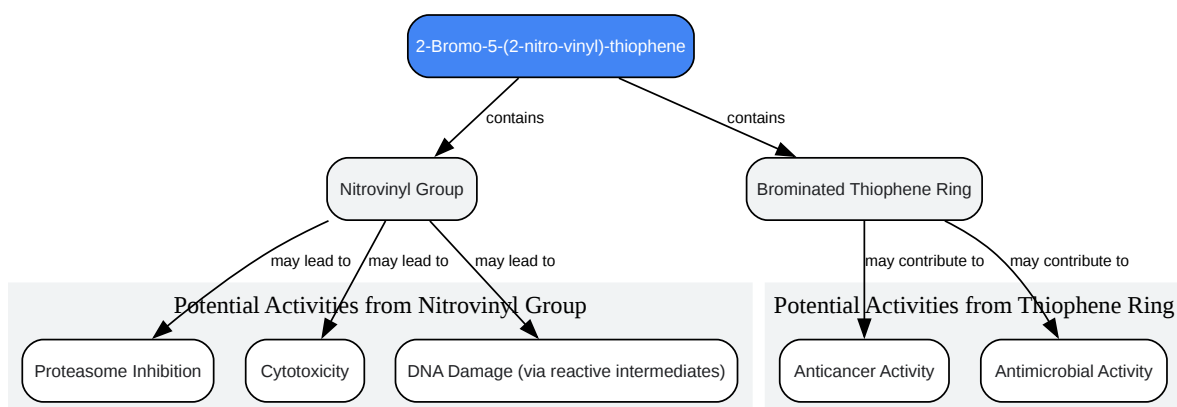 2-Bromo-5-(2-nitro-vinyl)-thiophene
contains
contains
Nitrovinyl Group
Brominated Thiophene Ring
may lead to
may lead to
may lead to
may contribute to
may contribute to
Potential Activities from Nitrovinyl Group
Potential Activities from Thiophene Ring
Proteasome Inhibition
Cytotoxicity
DNA Damage (via reactive intermediates)
Anticancer Activity
Antimicrobial Activity